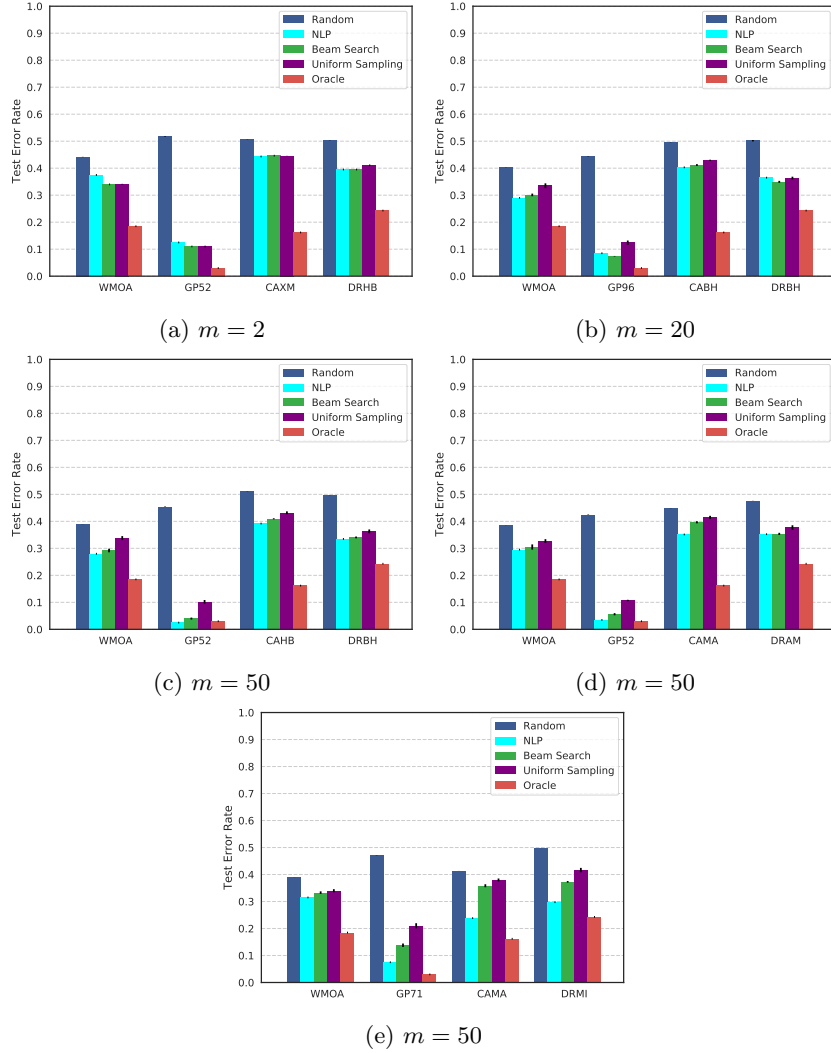 1.0
0.9
0.8
0.7
0.6
0.5
0.4
0.3
0.2
0.1
0.0
Test Error Rate
Random
NLP
Beam Search
Uniform Sampling
Oracle
WMOA GP52 CAXM DRHB
(a) m = 2
1.0
0.9
0.8
0.7
0.6
0.5
0.4
0.3
0.2
0.1
0.0
Test Error Rate
Random
NLP
Beam Search
Uniform Sampling
Oracle
WMOA GP96 CABH DRBH
(b) m = 20
1.0
0.9
0.8
0.7
0.6
0.5
0.4
0.3
0.2
0.1
0.0
Test Error Rate
Random
NLP
Beam Search
Uniform Sampling
Oracle
WMOA GP52 CAHB DRBH
(c) m = 50
1.0
0.9
0.8
0.7
0.6
0.5
0.4
0.3
0.2
0.1
0.0
Test Error Rate
Random
NLP
Beam Search
Uniform Sampling
Oracle
WMOA GP52 CAMA DRAM
(d) m = 50
1.0
0.9
0.8
0.7
0.6
0.5
0.4
0.3
0.2
0.1
0.0
Test Error Rate
Random
NLP
Beam Search
Uniform Sampling
Oracle
WMOA GP71 CAMA DRMI
(e) m = 50